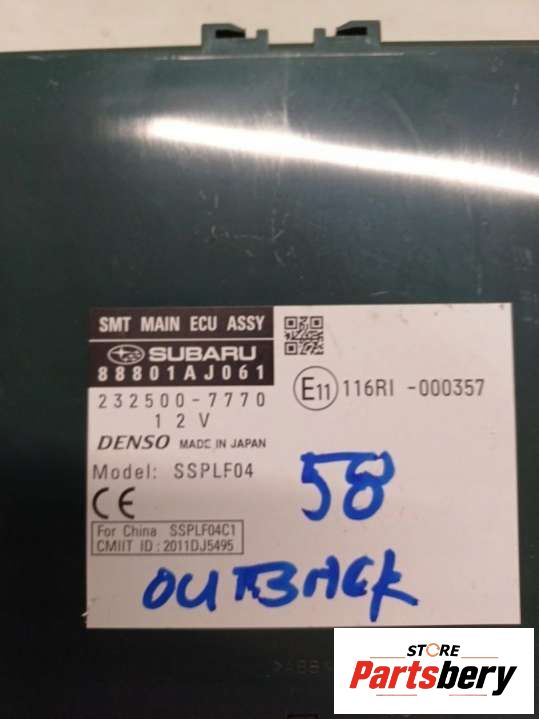 SMT MAIN ECU ASSY
SUBARU
88801AJ061
232500-7770
12V
DENSO MADE IN JAPAN
Model: SSPLF04
CE
For China SSPLF04C1
CMIIT ID : 2011DJ5495
E11 116RI -000357
58
OUTBACK
STORE
Partsbery